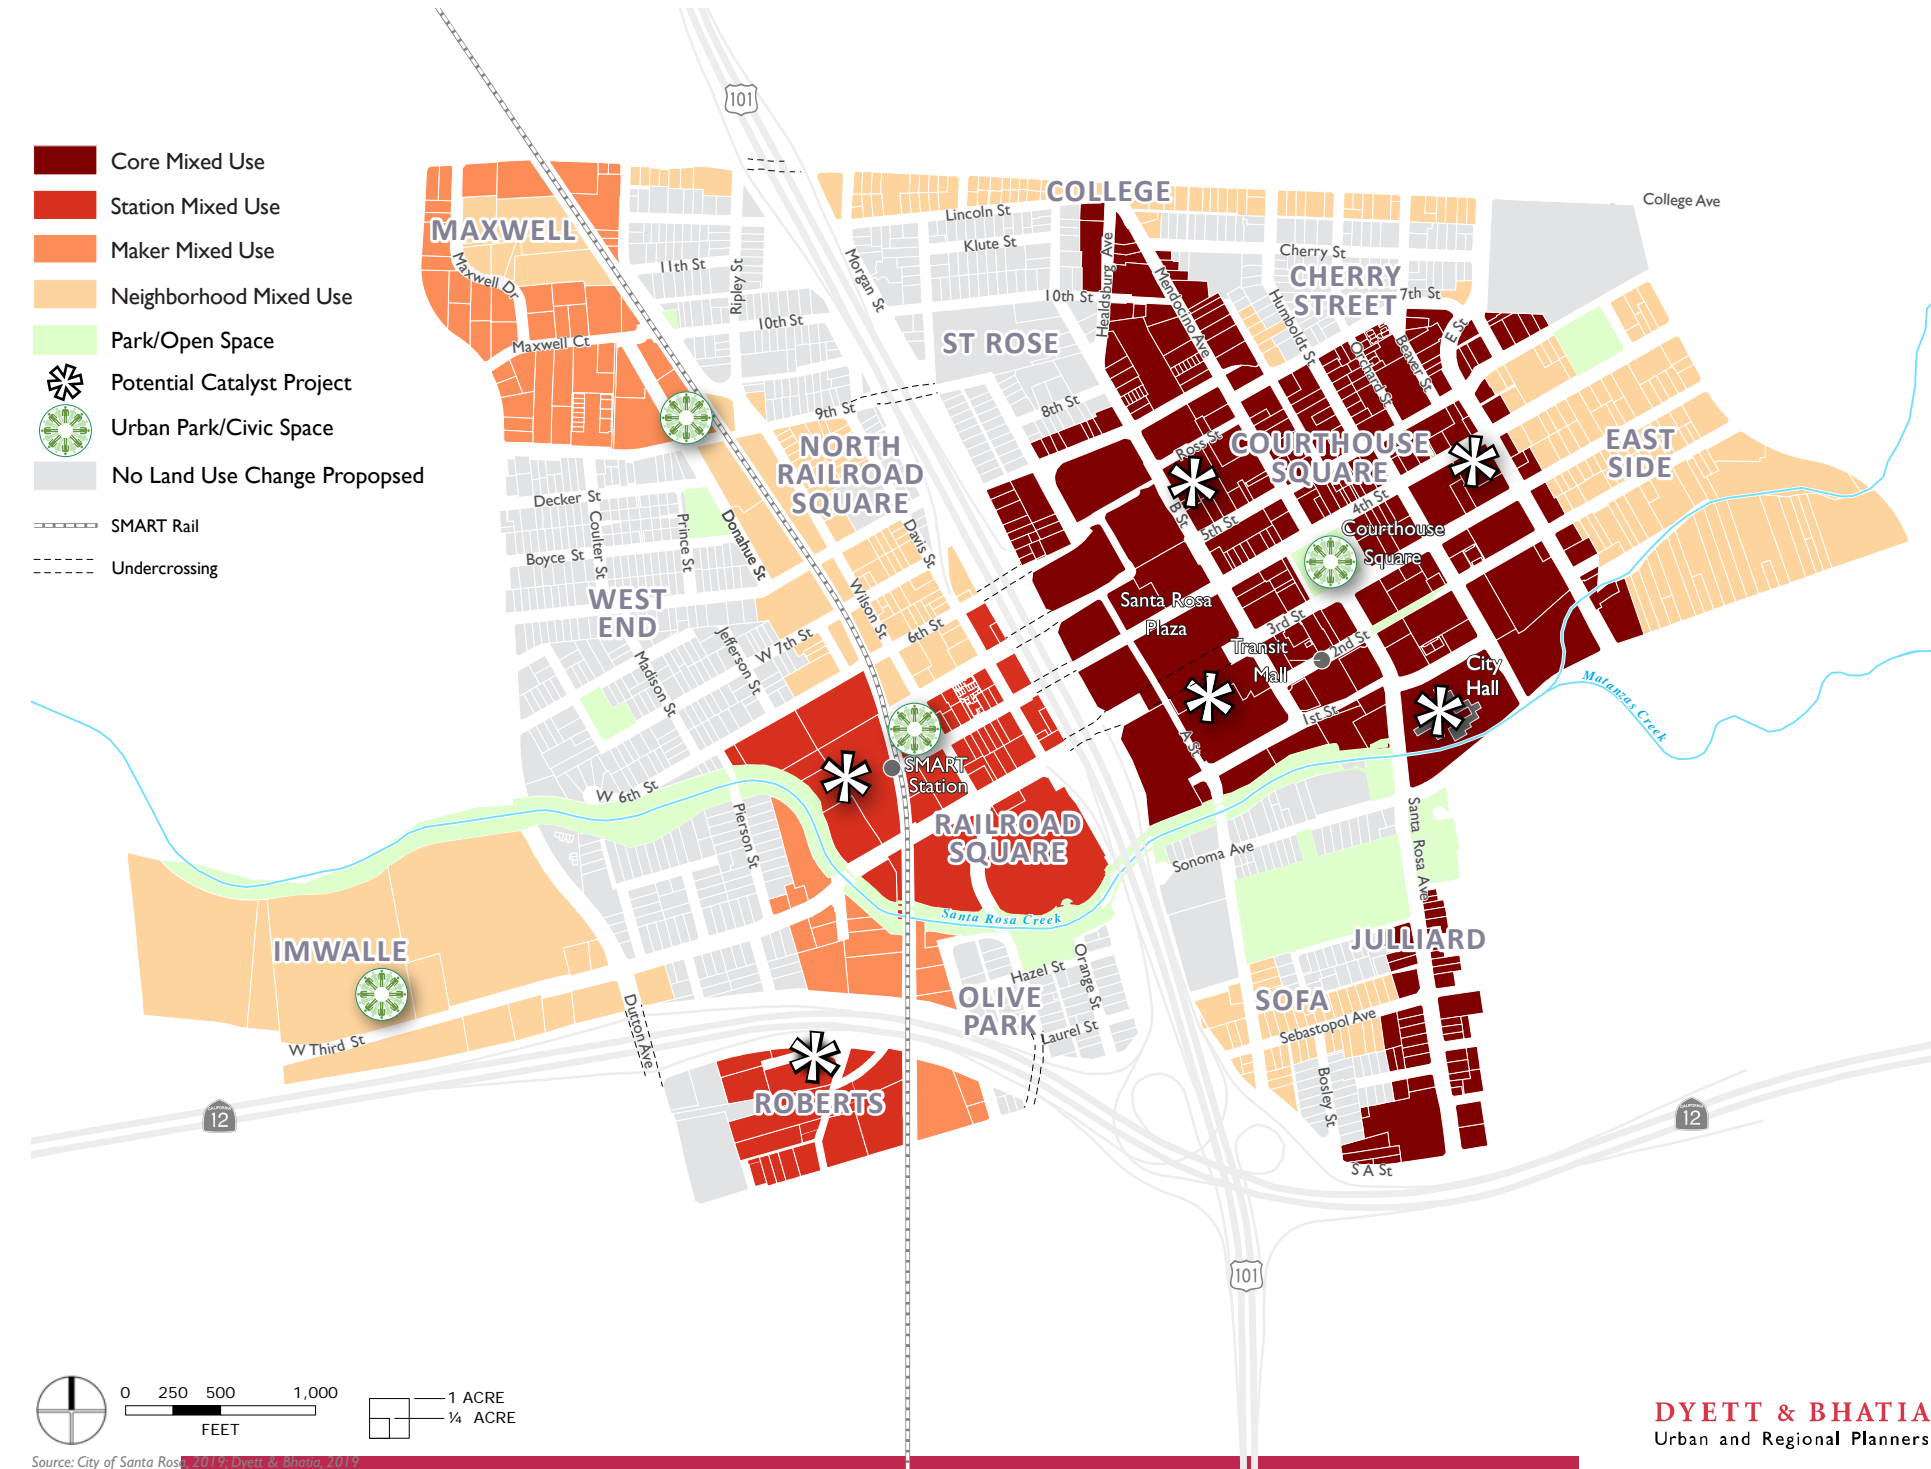 Core Mixed Use
Station Mixed Use
Maker Mixed Use
Neighborhood Mixed Use
Park/Open Space
Potential Catalyst Project
Urban Park/Civic Space
No Land Use Change Propopsed
SMART Rail
Undercrossing
101
College Ave
COLLEGE
Lincoln St
Klute St
MAXWELL
Maxwell Dr
11th St
Ripley St
Morgan St
Healdsburg Ave
Mendocino Ave
Cherry St
CHERRY
STREET
7th St
10th St
10th St
Humboldt St
Orchard St
Beaver St
E St
Maxwell Ct
ST ROSE
9th St
8th St
NORTH
RAILROAD
SQUARE
Ross St
COURTHOUSE
SQUARE
EAST
SIDE
Decker St
Coulter St
Prince St
Donahue St
Davis St
B St
5th St
4th St
Courthouse
Square
Boyce St
WEST
END
Wilson St
6th St
Santa Rosa
Plaza
3rd St
2nd St
Transit
Mall
City
Hall
Matanzas Creek
Jefferson St
W 7th St
Madison St
1st St
A St
SMART
Station
W 6th St
Pierson St
RAILROAD
SQUARE
Sonoma Ave
Santa Rosa Ave
Santa Rosa Creek
IMWALLE
JULLIARD
Hazel St
Orange St
OLIVE
PARK
SOFA
Sebastopol Ave
W Third St
Dutton Ave
Laurel St
Bosley St
ROBERTS
CALIFORNIA
12
CALIFORNIA
12
S A St
101
0 250 500 1,000
FEET
1 ACRE
¼ ACRE
DYETT & BHATIA
Urban and Regional Planners
Source: City of Santa Rosa, 2019; Dyett & Bhatia, 2019